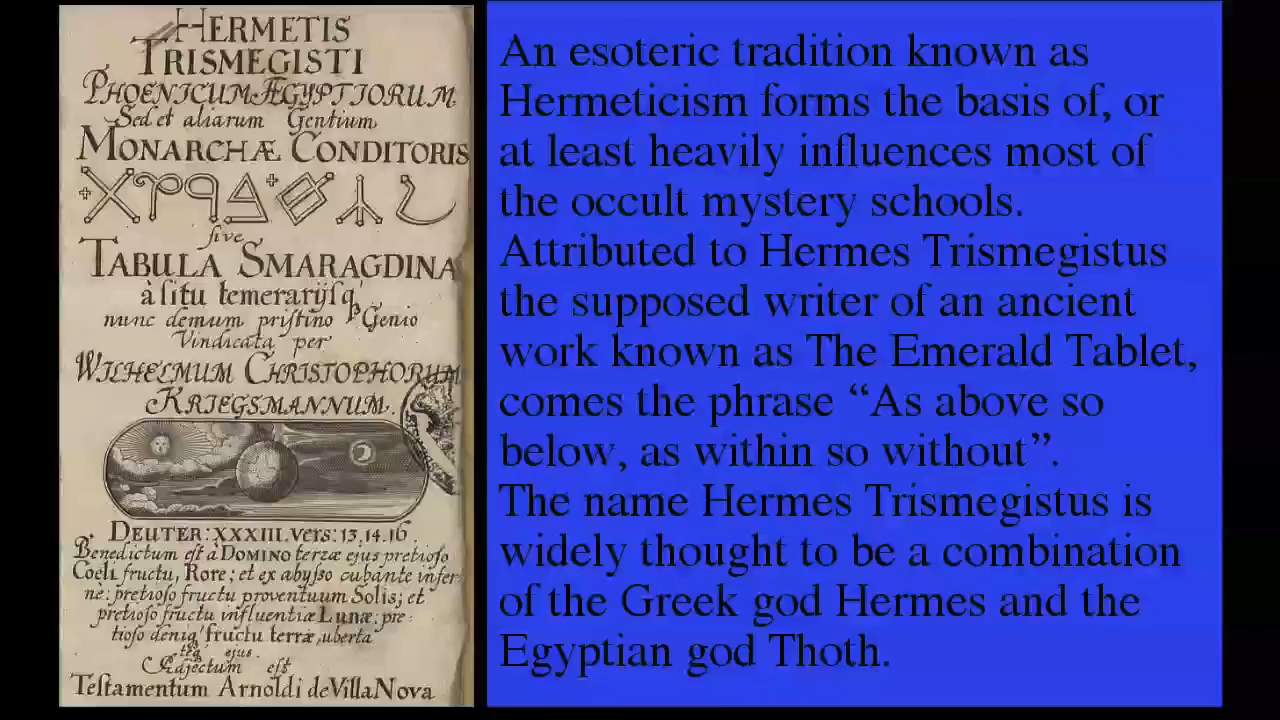 HERMETIS
TRISMEGISTI
PHOENICUM ÆGYPTIORUM
Sed et aliarum Gentium
MONARCHÆ CONDITORIS
sive
TABULA SMARAGDINA
à situ temerarijsq
nunc demum pristino Genio
Vindicata per
WILHELMUM CHRISTOPHORUM
KRIEGSMANNUM.
DEUTER: XXXIII. vers: 13. 14. 16.
Benedictum est à DOMINO terræ ejus pretioso
Coeli fructu, Rore; et ex abysso cubante infer
ne: pretioso fructu proventuum Solis; et
pretioso fructu influentiæ Lunæ; pre:
tioso deniq fructu terræ, uberta
teq ejus.
Adjectum est
Testamentum Arnoldi de Villa Nova
An esoteric tradition known as
Hermeticism forms the basis of, or
at least heavily influences most of
the occult mystery schools.
Attributed to Hermes Trismegistus
the supposed writer of an ancient
work known as The Emerald Tablet,
comes the phrase “As above so
below, as within so without”.
The name Hermes Trismegistus is
widely thought to be a combination
of the Greek god Hermes and the
Egyptian god Thoth.